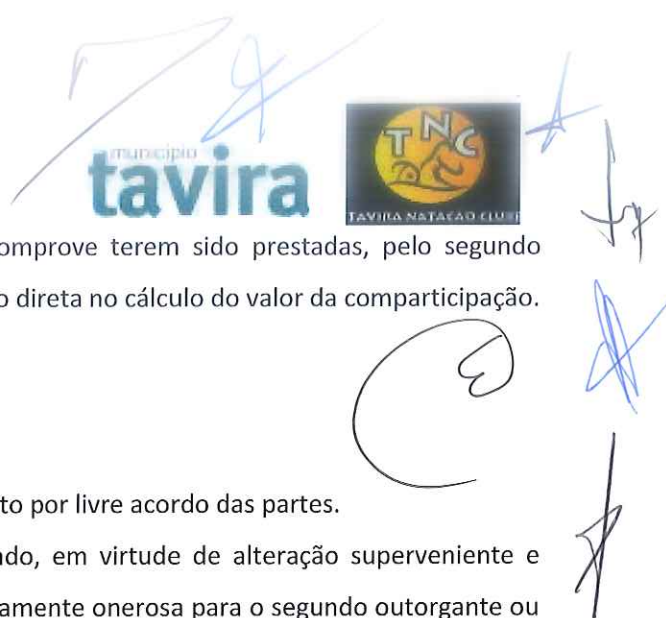 município
tavira
TNC
TAVIRA NATAÇÃO CLUBE
omprove terem sido prestadas, pelo segundo
o direta no cálculo do valor da comparticipação.
to por livre acordo das partes.
ndo, em virtude de alteração superveniente e
amente onerosa para o segundo outorgante ou